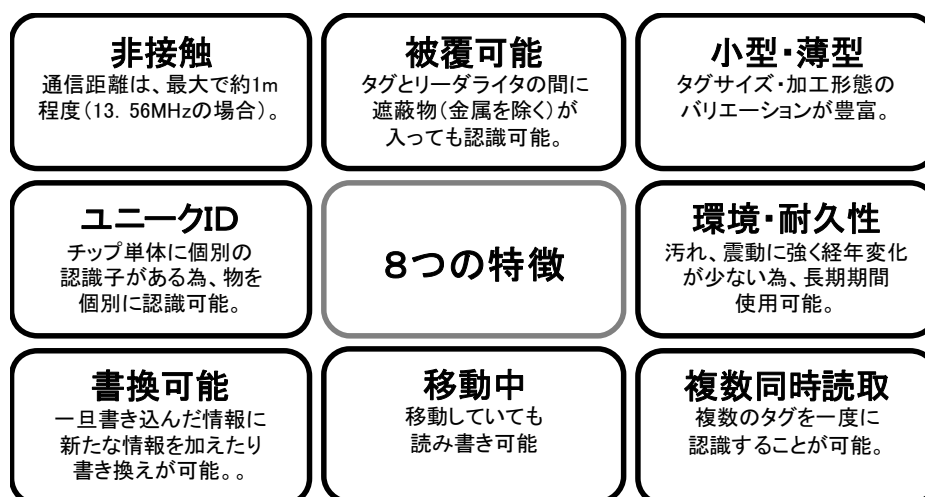 非接触
通信距離は、最大で約1m
程度(13．56MHzの場合)。
被覆可能
タグとリーダライタの間に
遮蔽物(金属を除く)が
入っても認識可能。
小型・薄型
タグサイズ・加工形態の
バリエーションが豊富。
ユニークID
チップ単体に個別の
認識子がある為、物を
個別に認識可能。
８つの特徴
環境・耐久性
汚れ、震動に強く経年変化
が少ない為、長期期間
使用可能。
書換可能
一旦書き込んだ情報に
新たな情報を加えたり
書き換えが可能。。
移動中
移動していても
読み書き可能
複数同時読取
複数のタグを一度に
認識することが可能。